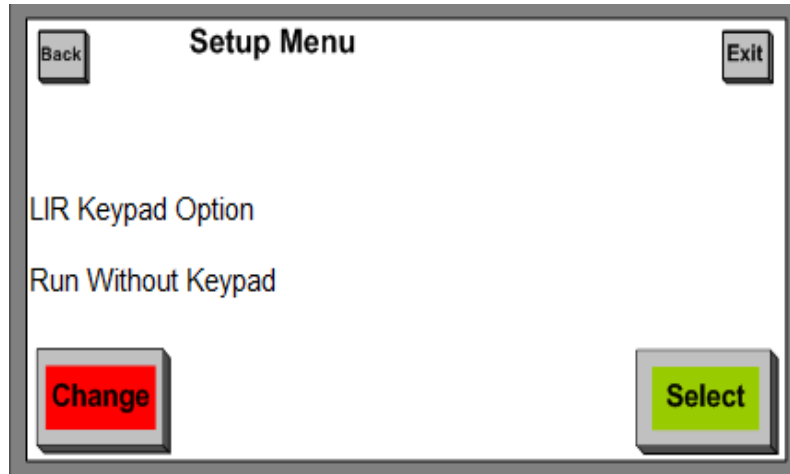 Back
Setup Menu
Exit
LIR Keypad Option
Run Without Keypad
Change
Select